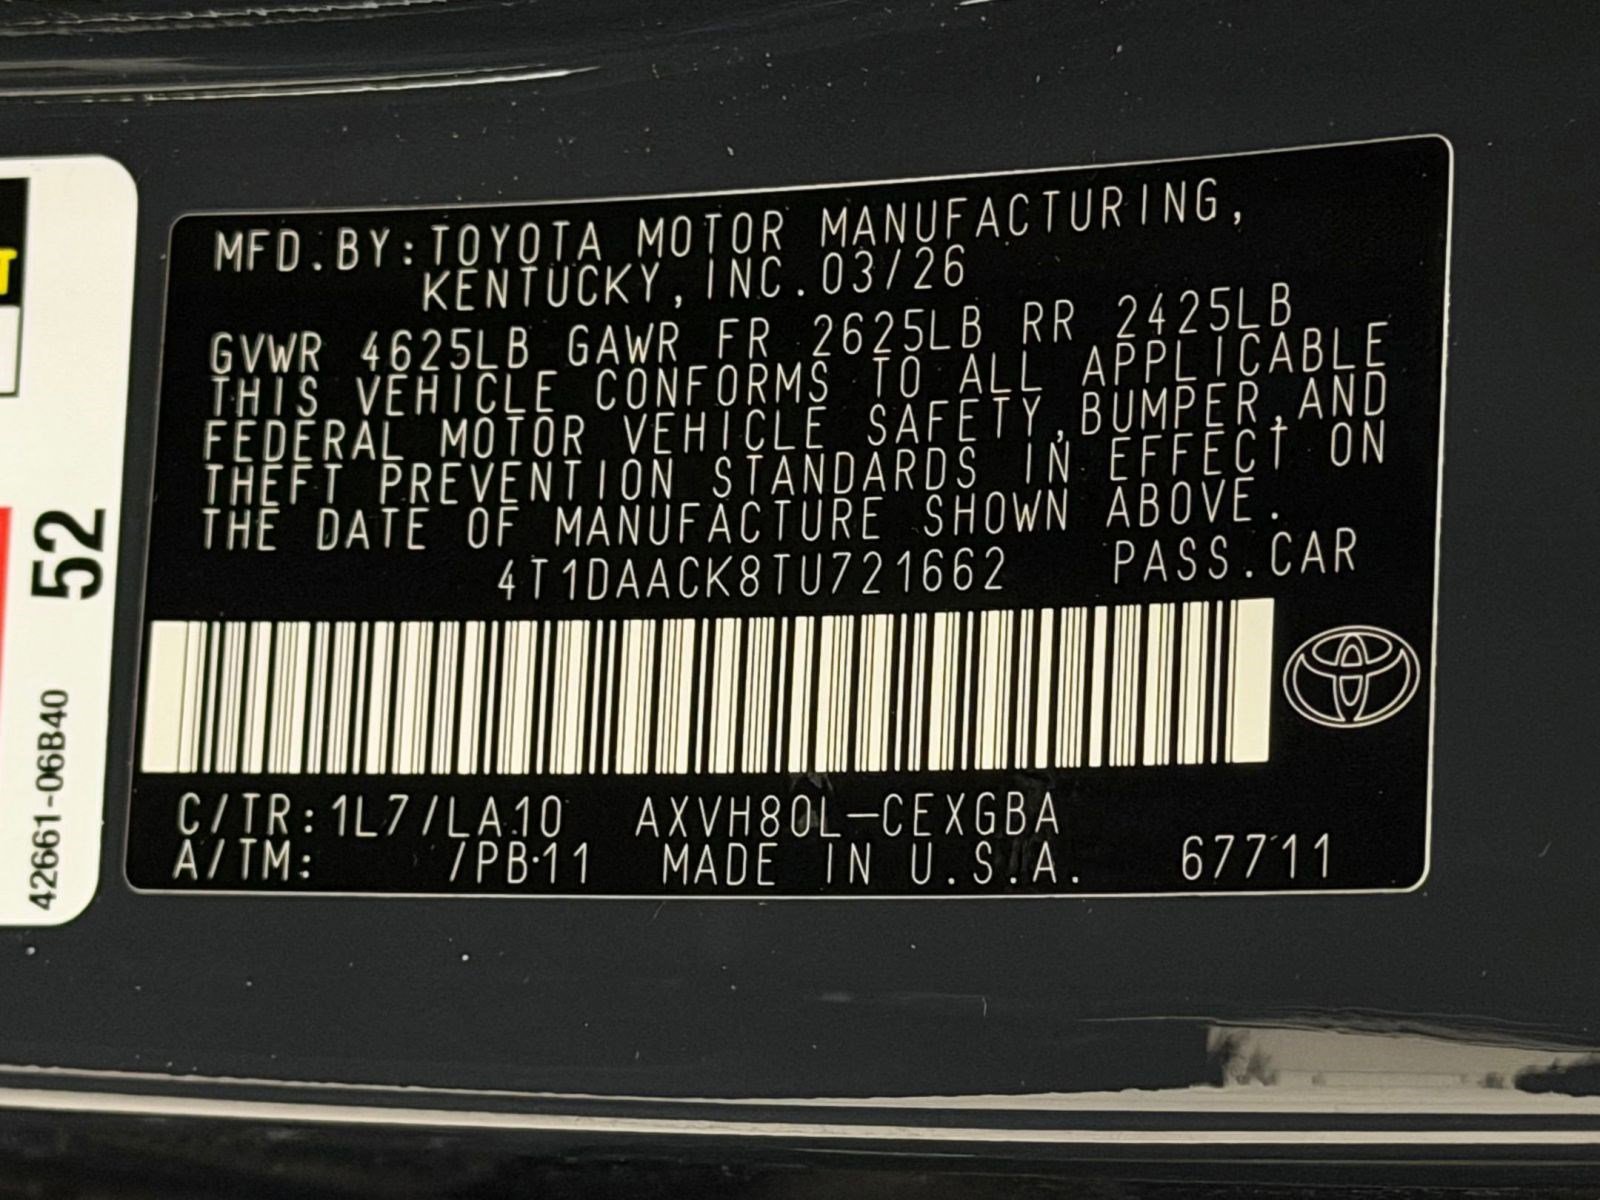 MFD.BY:TOYOTA MOTOR MANUFACTURING,
KENTUCKY, INC.03/26
GVWR 4625LB GAWR FR 2625LB RR 2425LB
THIS VEHICLE CONFORMS TO ALL APPLICABLE
FEDERAL MOTOR VEHICLE SAFETY,BUMPER,AND
THEFT PREVENTION STANDARDS IN EFFECT ON
THE DATE OF MANUFACTURE SHOWN ABOVE.
4T1DAACK8TU721662 PASS.CAR
C/TR:1L7/LA10 AXVH80L-CEXGBA
A/TM: /PB11 MADE IN U.S.A. 67711
T
52
42661-06B40